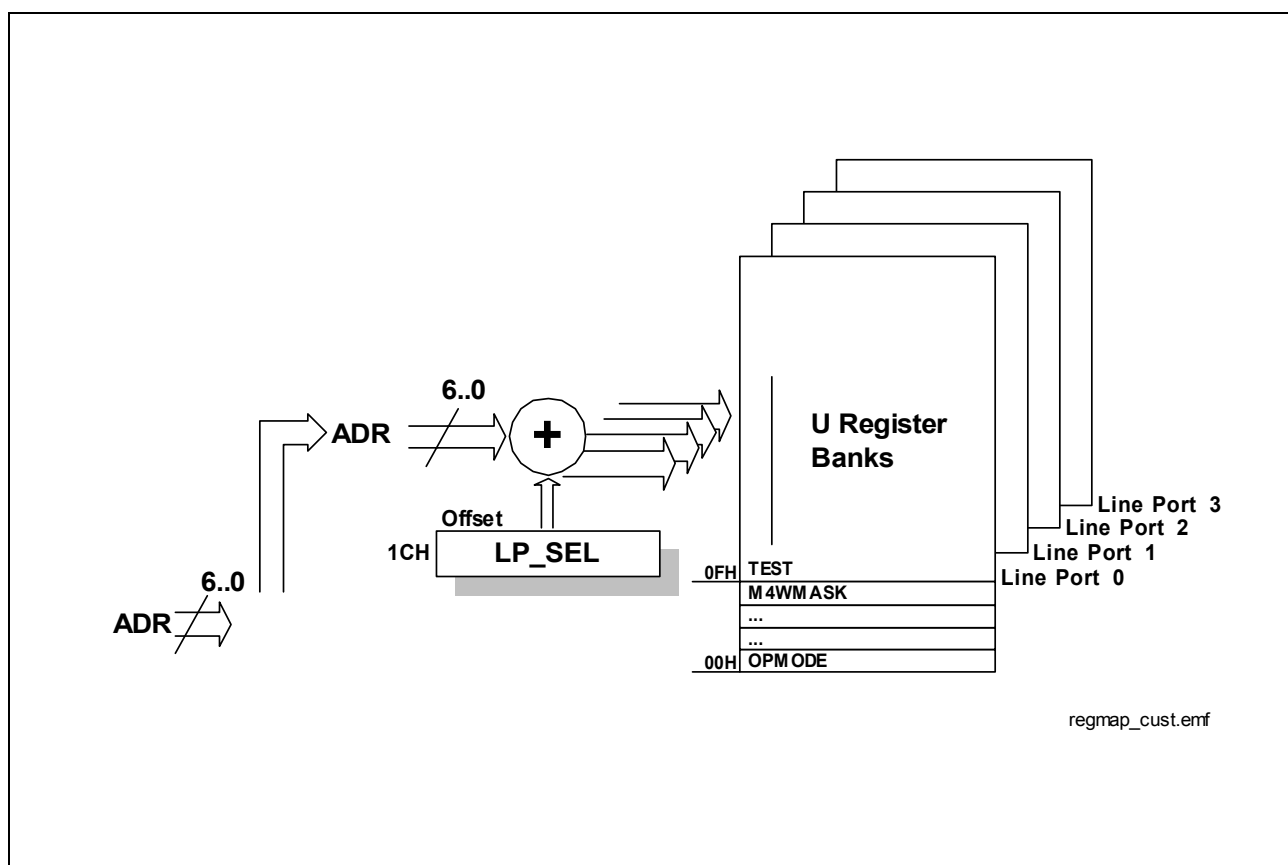 6..0
ADR
6..0
ADR
+
Offset
1CH
LP_SEL
U Register
Banks
Line Port 3
Line Port 2
Line Port 1
Line Port 0
0FH
TEST
M4WMASK
...
...
00H
OPMODE
regmap_cust.emf